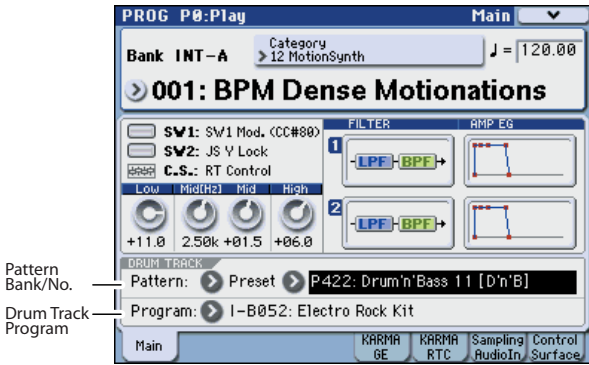 PROG P0:Play
Main
Bank INT-A
Category
12 MotionSynth
♩= 120.00
001: BPM Dense Motionations
SW1: SW1 Mod. (CC#80)
SW2: JS Y Lock
C.S.: RT Control
Low Mid[Hz] Mid High
+11.0 2.50k +01.5 +06.0
FILTER AMP EG
1
LPF BPF
2
LPF BPF
DRUM TRACK
Pattern Bank/No.
Pattern: Preset P422: Drum'n'Bass 11 [D'n'B]
Drum Track Program
Program: I-B052: Electro Rock Kit
Main
KARMA GE
KARMA RTC
Sampling AudioIn
Control Surface